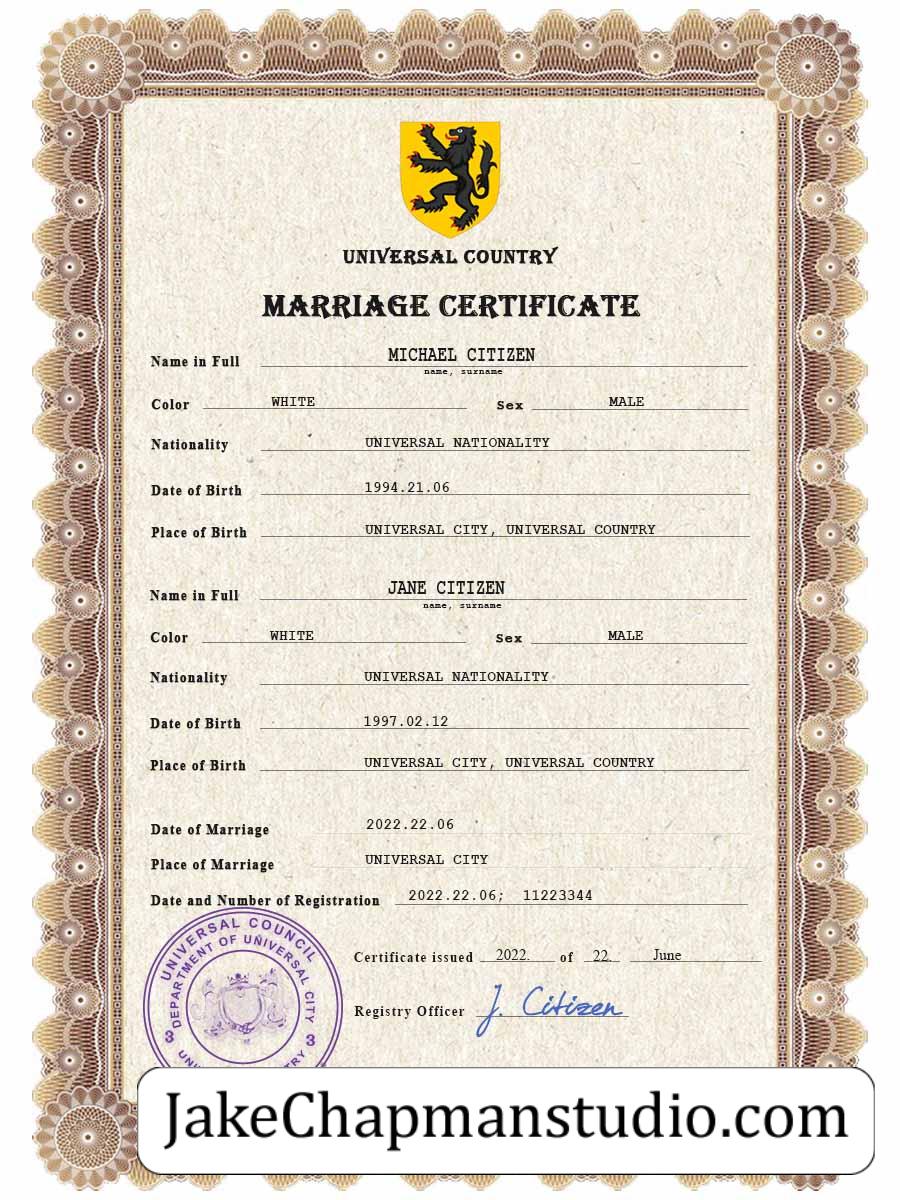 UNIVERSAL COUNTRY
MARRIAGE CERTIFICATE
Name in Full MICHAEL CITIZEN
name, surname
Color WHITE Sex MALE
Nationality UNIVERSAL NATIONALITY
Date of Birth 1994.21.06
Place of Birth UNIVERSAL CITY, UNIVERSAL COUNTRY
Name in Full JANE CITIZEN
name, surname
Color WHITE Sex MALE
Nationality UNIVERSAL NATIONALITY
Date of Birth 1997.02.12
Place of Birth UNIVERSAL CITY, UNIVERSAL COUNTRY
Date of Marriage 2022.22.06
Place of Marriage UNIVERSAL CITY
Date and Number of Registration 2022.22.06; 11223344
UNIVERSAL COUNCIL
DEPARTMENT OF UNIVERSAL CITY
3 3
Certificate issued 2022. of 22. June
Registry Officer J. Citizen
JakeChapmanstudio.com